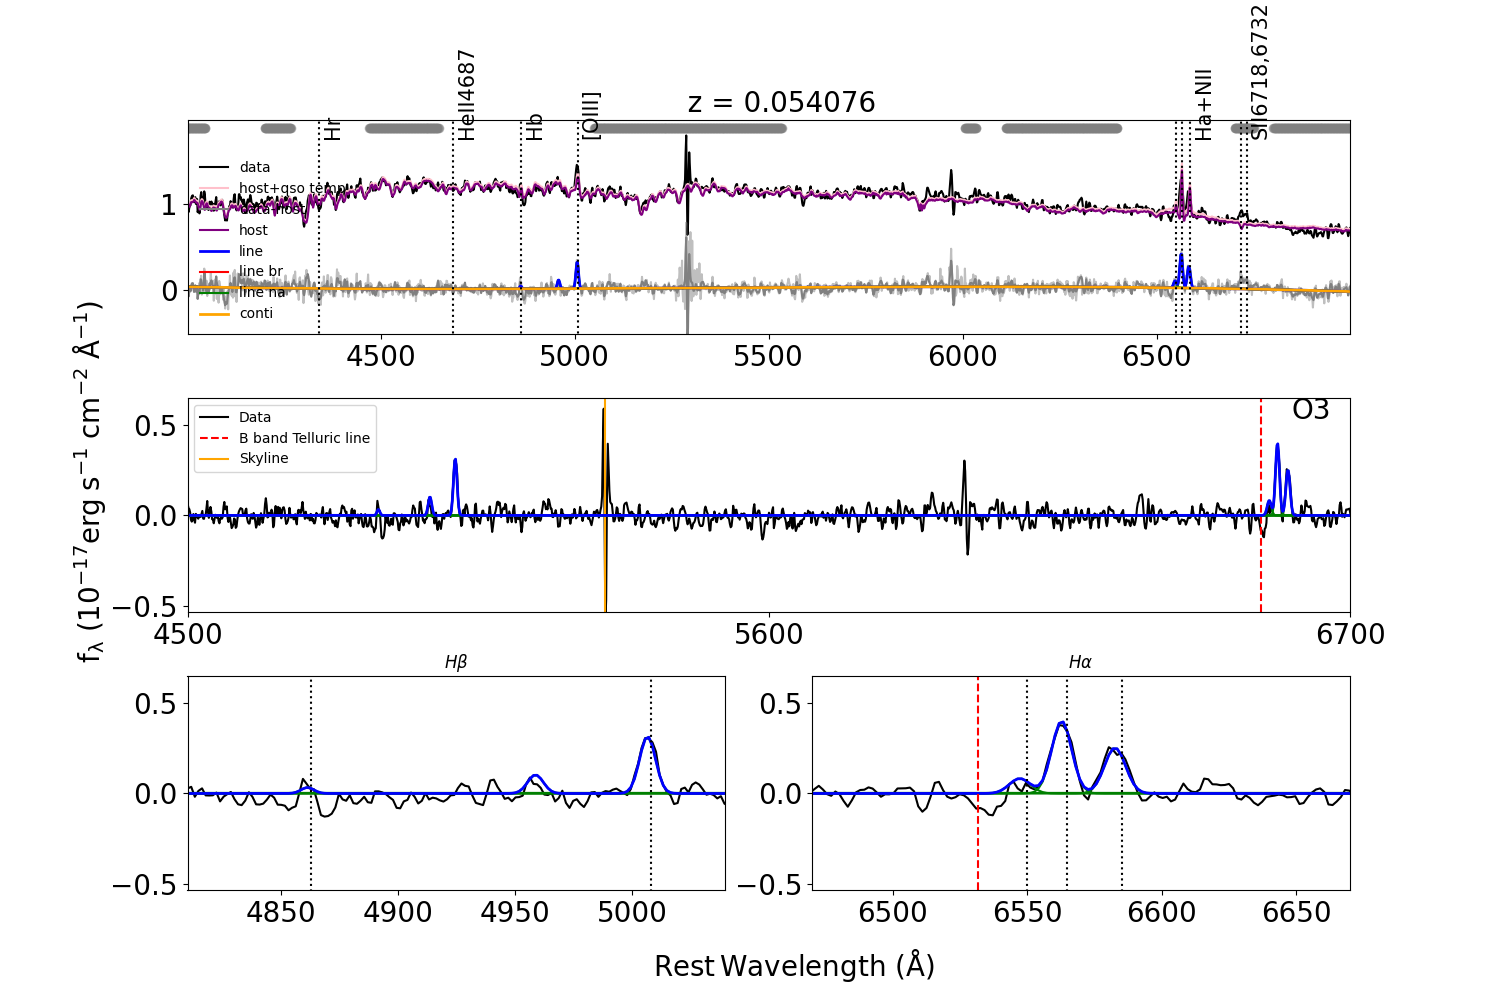 z = 0.054076
Hr
HeII4687
Hb
[OIII]
Ha+NII
SII6718,6732
data
host+qso temp
data-host
host
line
line br
line na
conti
1
0
4500 5000 5500 6000 6500
fλ (10−17erg s−1 cm−2 Å−1)
Data
B band Telluric line
Skyline
O3
0.5
0.0
−0.5
4500 5600 6700
Hβ
0.5
0.0
−0.5
4850 4900 4950 5000
Hα
0.5
0.0
−0.5
6500 6550 6600 6650
Rest Wavelength (Å)